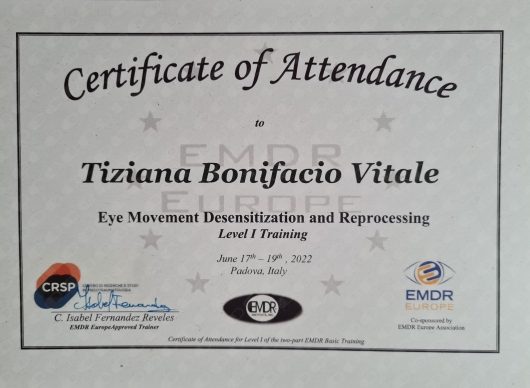 Certificate of Attendance
to
EMDR
Tiziana Bonifacio Vitale
EUROPE
Eye Movement Desensitization and Reprocessing
Level I Training
June 17th – 19th , 2022
Padova, Italy
CRSP
C. Isabel Fernandez Reveles
EMDR EuropeApproved Trainer
EMDR
EMDR
EUROPE
Co-sponsored by
EMDR Europe Association
Certificate of Attendance for Level I of the two-part EMDR Basic Training